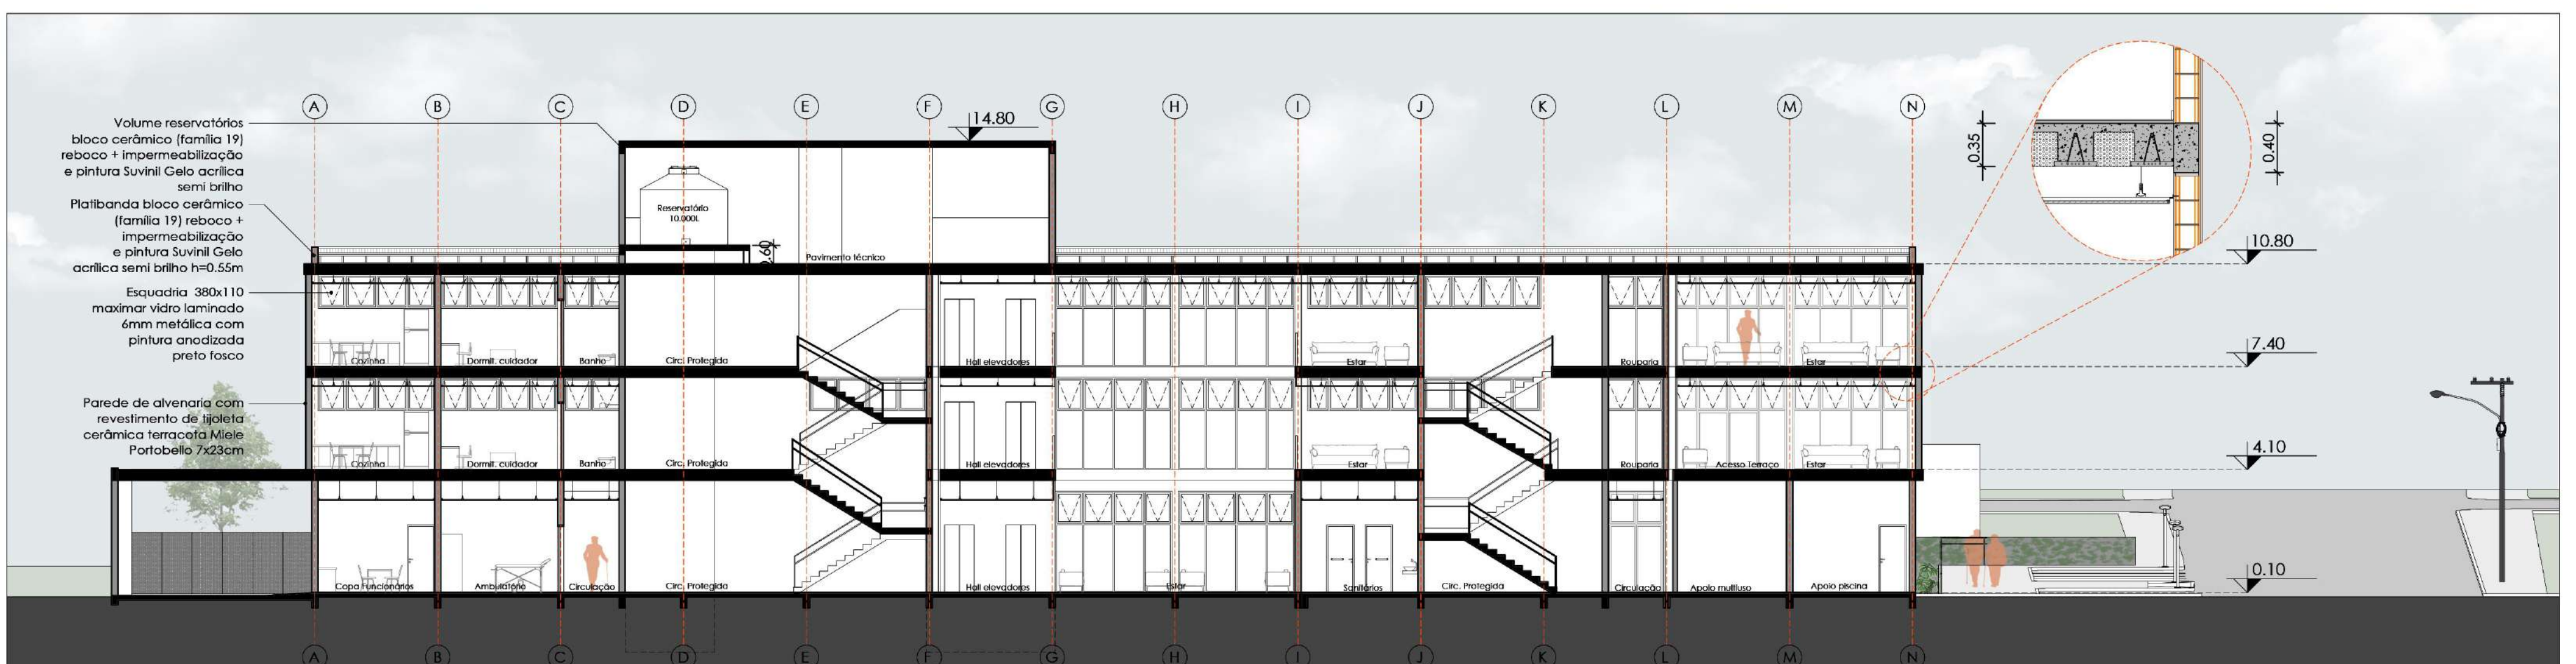 A B C D E F G H I J K L M N
Volume reservatórios
bloco cerâmico (família 19)
reboco + impermeabilização
e pintura Suvinil Gelo acrílica
semi brilho
Platibanda bloco cerâmico
(família 19) reboco +
impermeabilização
e pintura Suvinil Gelo
acrílica semi brilho h=0.55m
Esquadria 380x110
maximar vidro laminado
6mm metálica com
pintura anodizada
preto fosco
Parede de alvenaria com
revestimento de tijoleta
cerâmica terracota Miele
Portobello 7x23cm
14.80
0.35
0.40
Reservatório
10.000L
Pavimento técnico
10.80
Cozinha Dormit. cuidador Banho Circ. Protegida Hall elevadores Estar Rouparia Estar
7.40
Cozinha Dormit. cuidador Banho Circ. Protegida Hall elevadores Estar Rouparia Acesso Terraço Estar
4.10
Copa Funcionários Ambulatório Circulação Circ. Protegida Hall elevadores Estar Sanitários Circ. Protegida Circulação Apoio multiuso Apoio piscina
0.10
A B C D E F G H I J K L M N